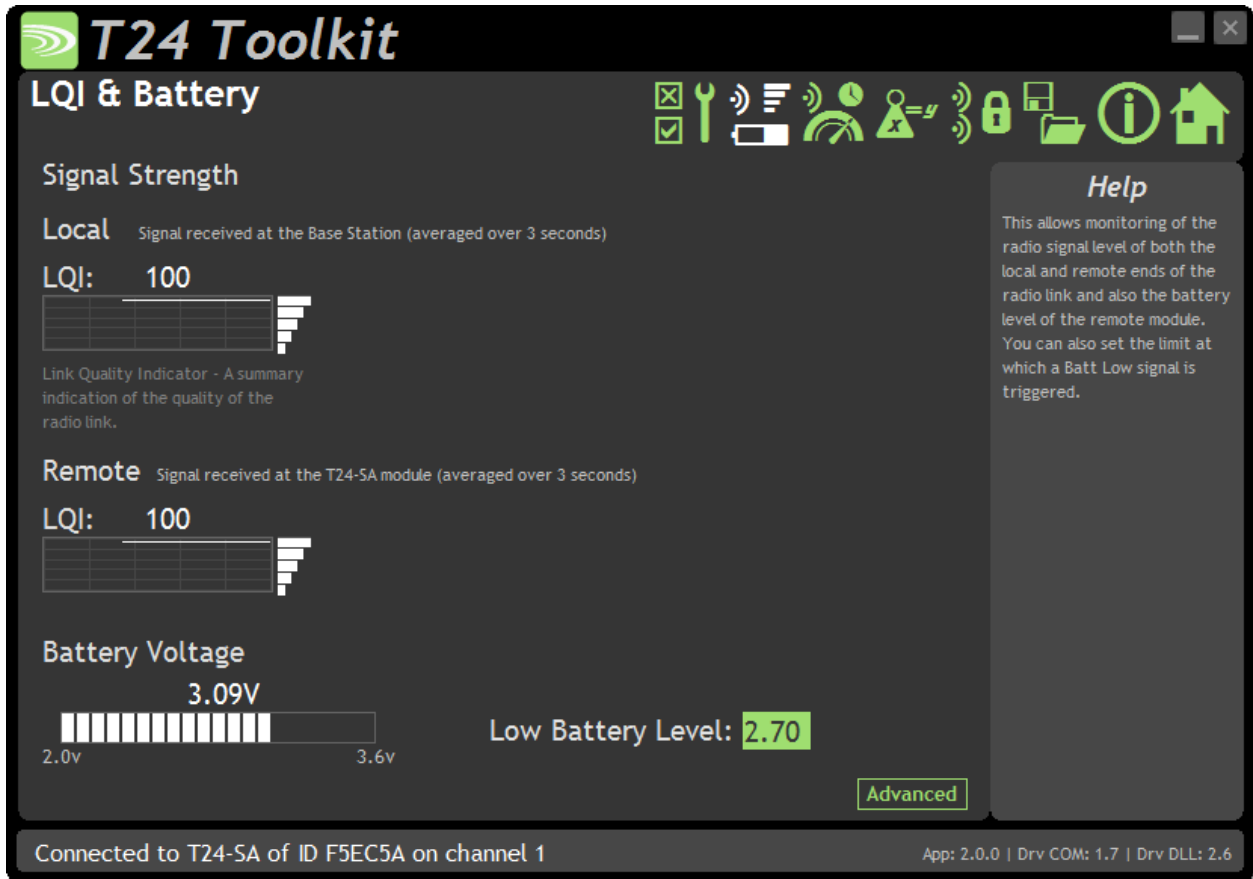 T24 Toolkit
LQI & Battery
x
=y
i
Signal Strength
Local Signal received at the Base Station (averaged over 3 seconds)
LQI: 100
Link Quality Indicator - A summary
indication of the quality of the
radio link.
Remote Signal received at the T24-SA module (averaged over 3 seconds)
LQI: 100
Battery Voltage
3.09V
2.0v 3.6v
Low Battery Level: 2.70
Advanced
Help
This allows monitoring of the
radio signal level of both the
local and remote ends of the
radio link and also the battery
level of the remote module.
You can also set the limit at
which a Batt Low signal is
triggered.
Connected to T24-SA of ID F5EC5A on channel 1
App: 2.0.0 | Drv COM: 1.7 | Drv DLL: 2.6